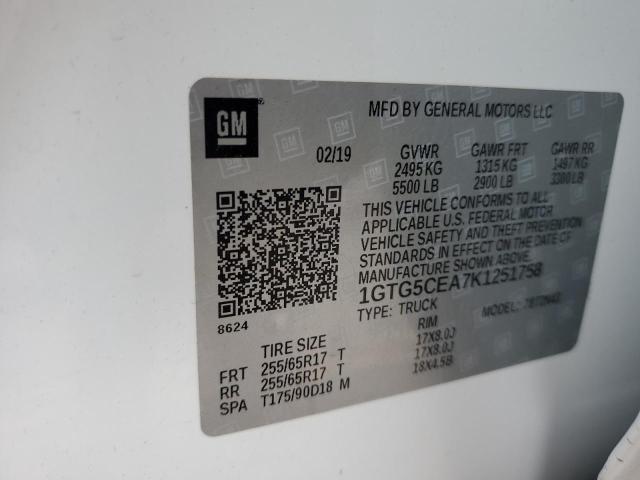 GM
MFD BY GENERAL MOTORS LLC
02/19 GVWR GAWR FRT GAWR RR
2495 KG 1315 KG 1497 KG
5500 LB 2900 LB 3300 LB
THIS VEHICLE CONFORMS TO ALL
APPLICABLE U.S. FEDERAL MOTOR
VEHICLE SAFETY AND THEFT PREVENTION
STANDARDS IN EFFECT ON THE DATE OF
MANUFACTURE SHOWN ABOVE.
1GTG5CEA7K1251758
TYPE: TRUCK MODEL:
8624
TIRE SIZE RIM
FRT 255/65R17 T 17X8.0J
RR 255/65R17 T 17X8.0J
SPA T175/90D18 M 18X4.5B